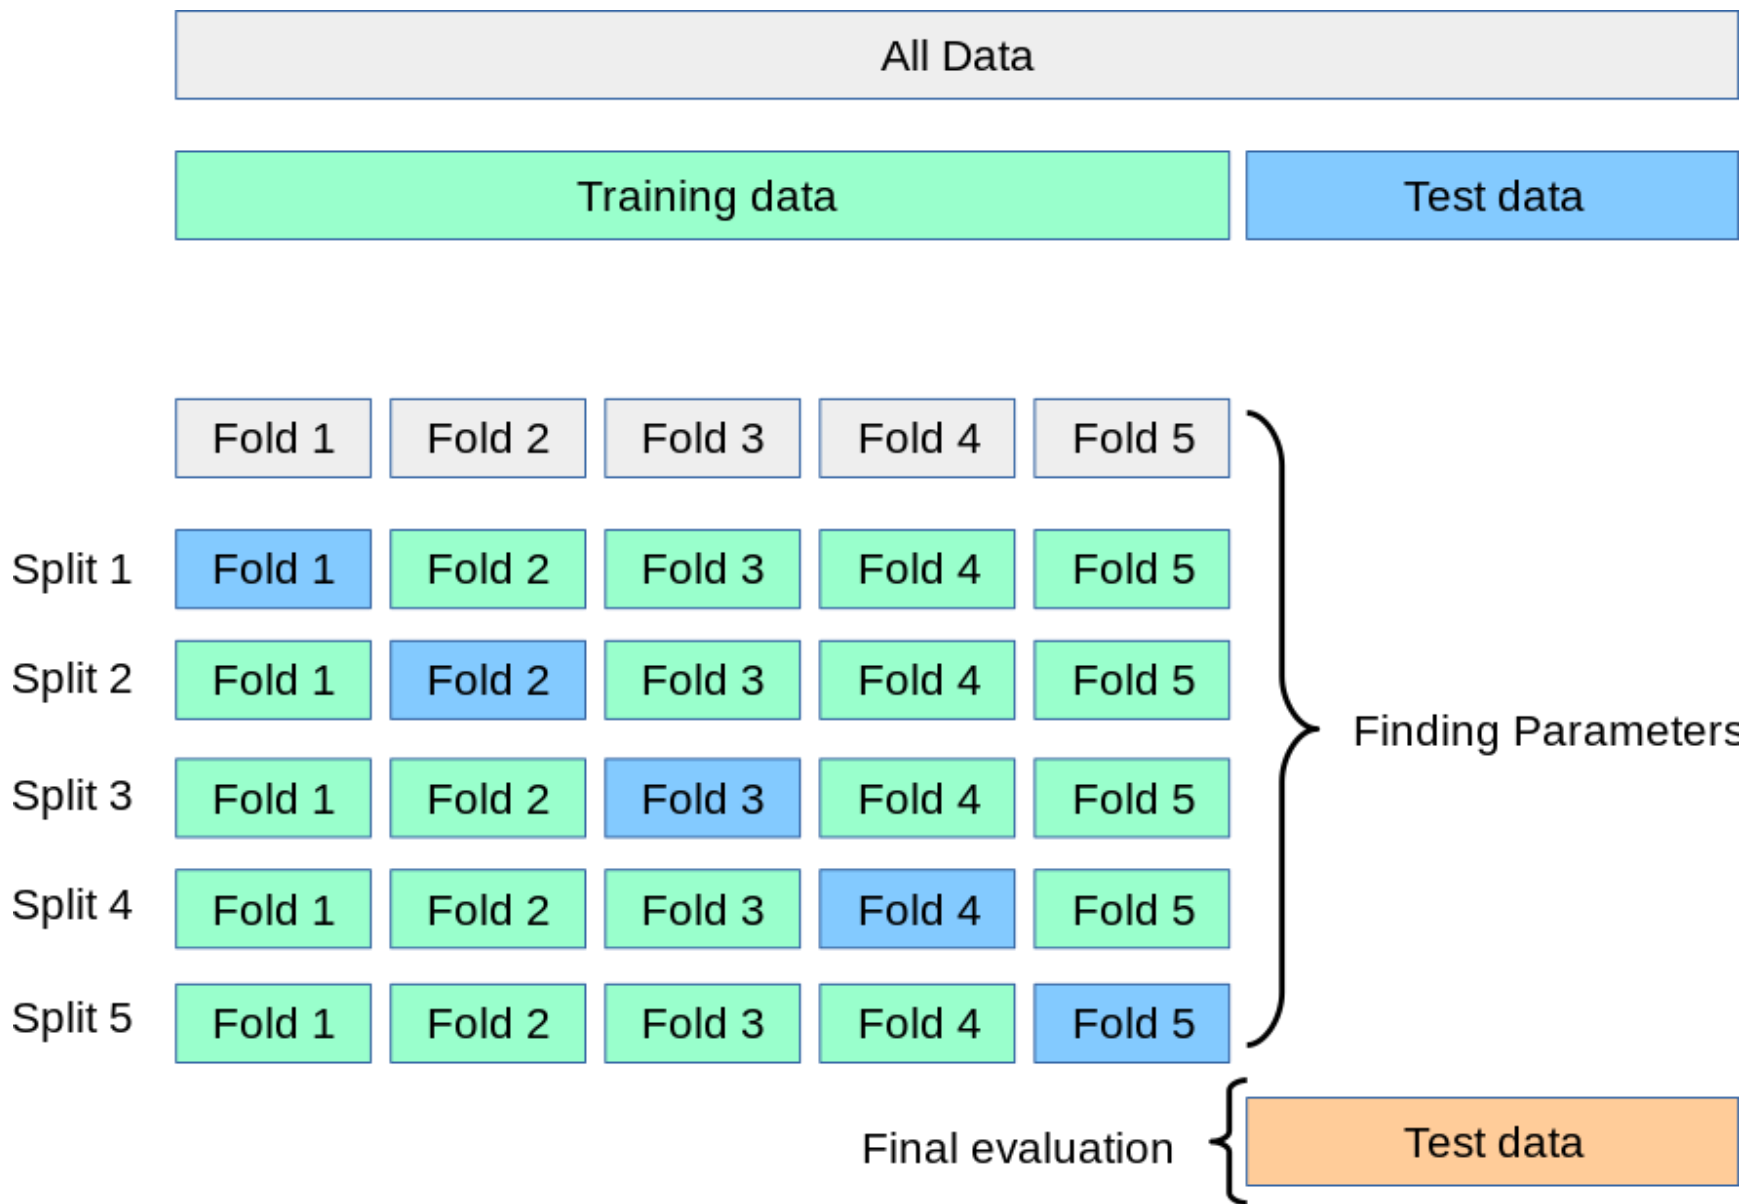 All Data
Training data Test data
Fold 1 Fold 2 Fold 3 Fold 4 Fold 5
Split 1 Fold 1 Fold 2 Fold 3 Fold 4 Fold 5
Split 2 Fold 1 Fold 2 Fold 3 Fold 4 Fold 5
Finding Parameters
Split 3 Fold 1 Fold 2 Fold 3 Fold 4 Fold 5
Split 4 Fold 1 Fold 2 Fold 3 Fold 4 Fold 5
Split 5 Fold 1 Fold 2 Fold 3 Fold 4 Fold 5
Final evaluation Test data